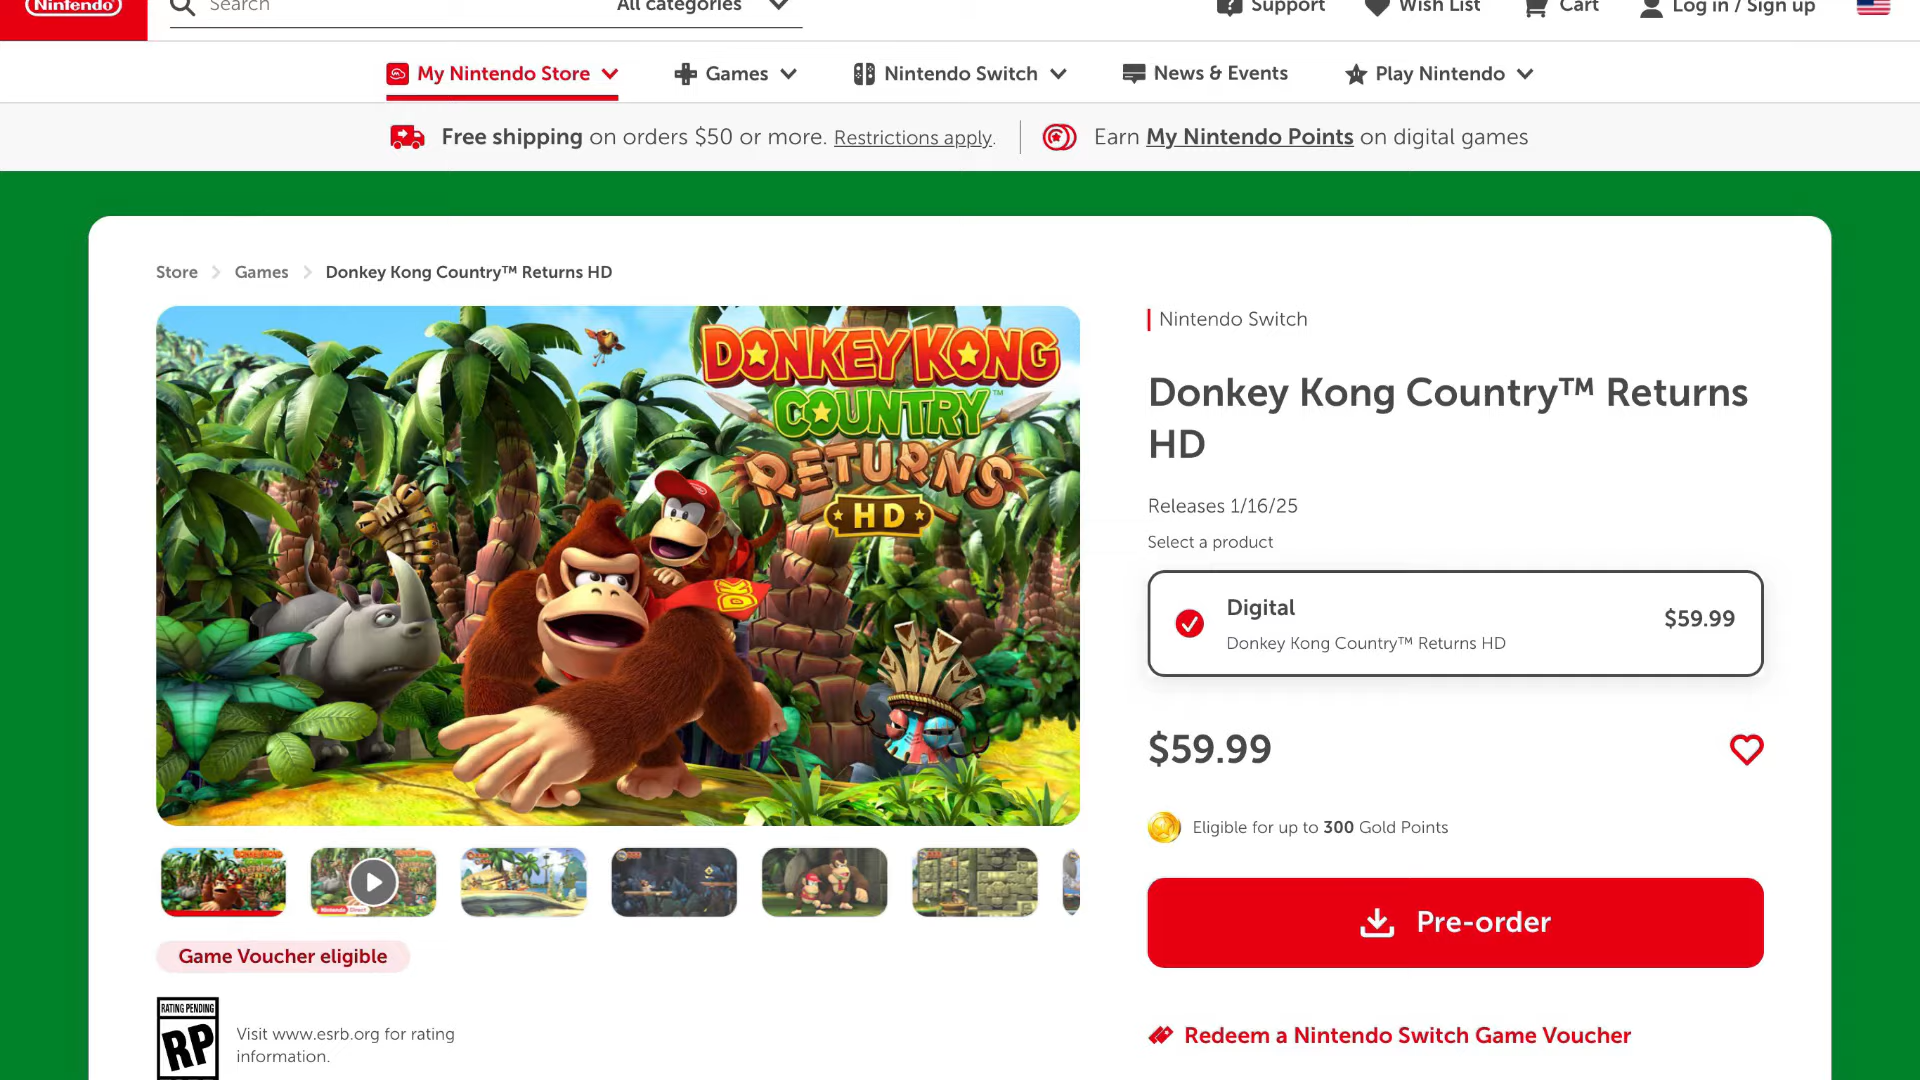 Nintendo
Search
All categories
Support
Wish List
Cart
Log in / Sign up
My Nintendo Store
Games
Nintendo Switch
News & Events
Play Nintendo
Free shipping on orders $50 or more. Restrictions apply.
Earn My Nintendo Points on digital games
Store
Games
Donkey Kong Country™ Returns HD
DONKEY KONG
COUNTRY™
RETURNS
HD
DK
Nintendo Switch
Donkey Kong Country™ Returns
HD
Releases 1/16/25
Select a product
Digital
$59.99
Donkey Kong Country™ Returns HD
$59.99
Eligible for up to 300 Gold Points
Pre-order
Redeem a Nintendo Switch Game Voucher
Game Voucher eligible
RATING PENDING
RP
Visit www.esrb.org for rating
information.